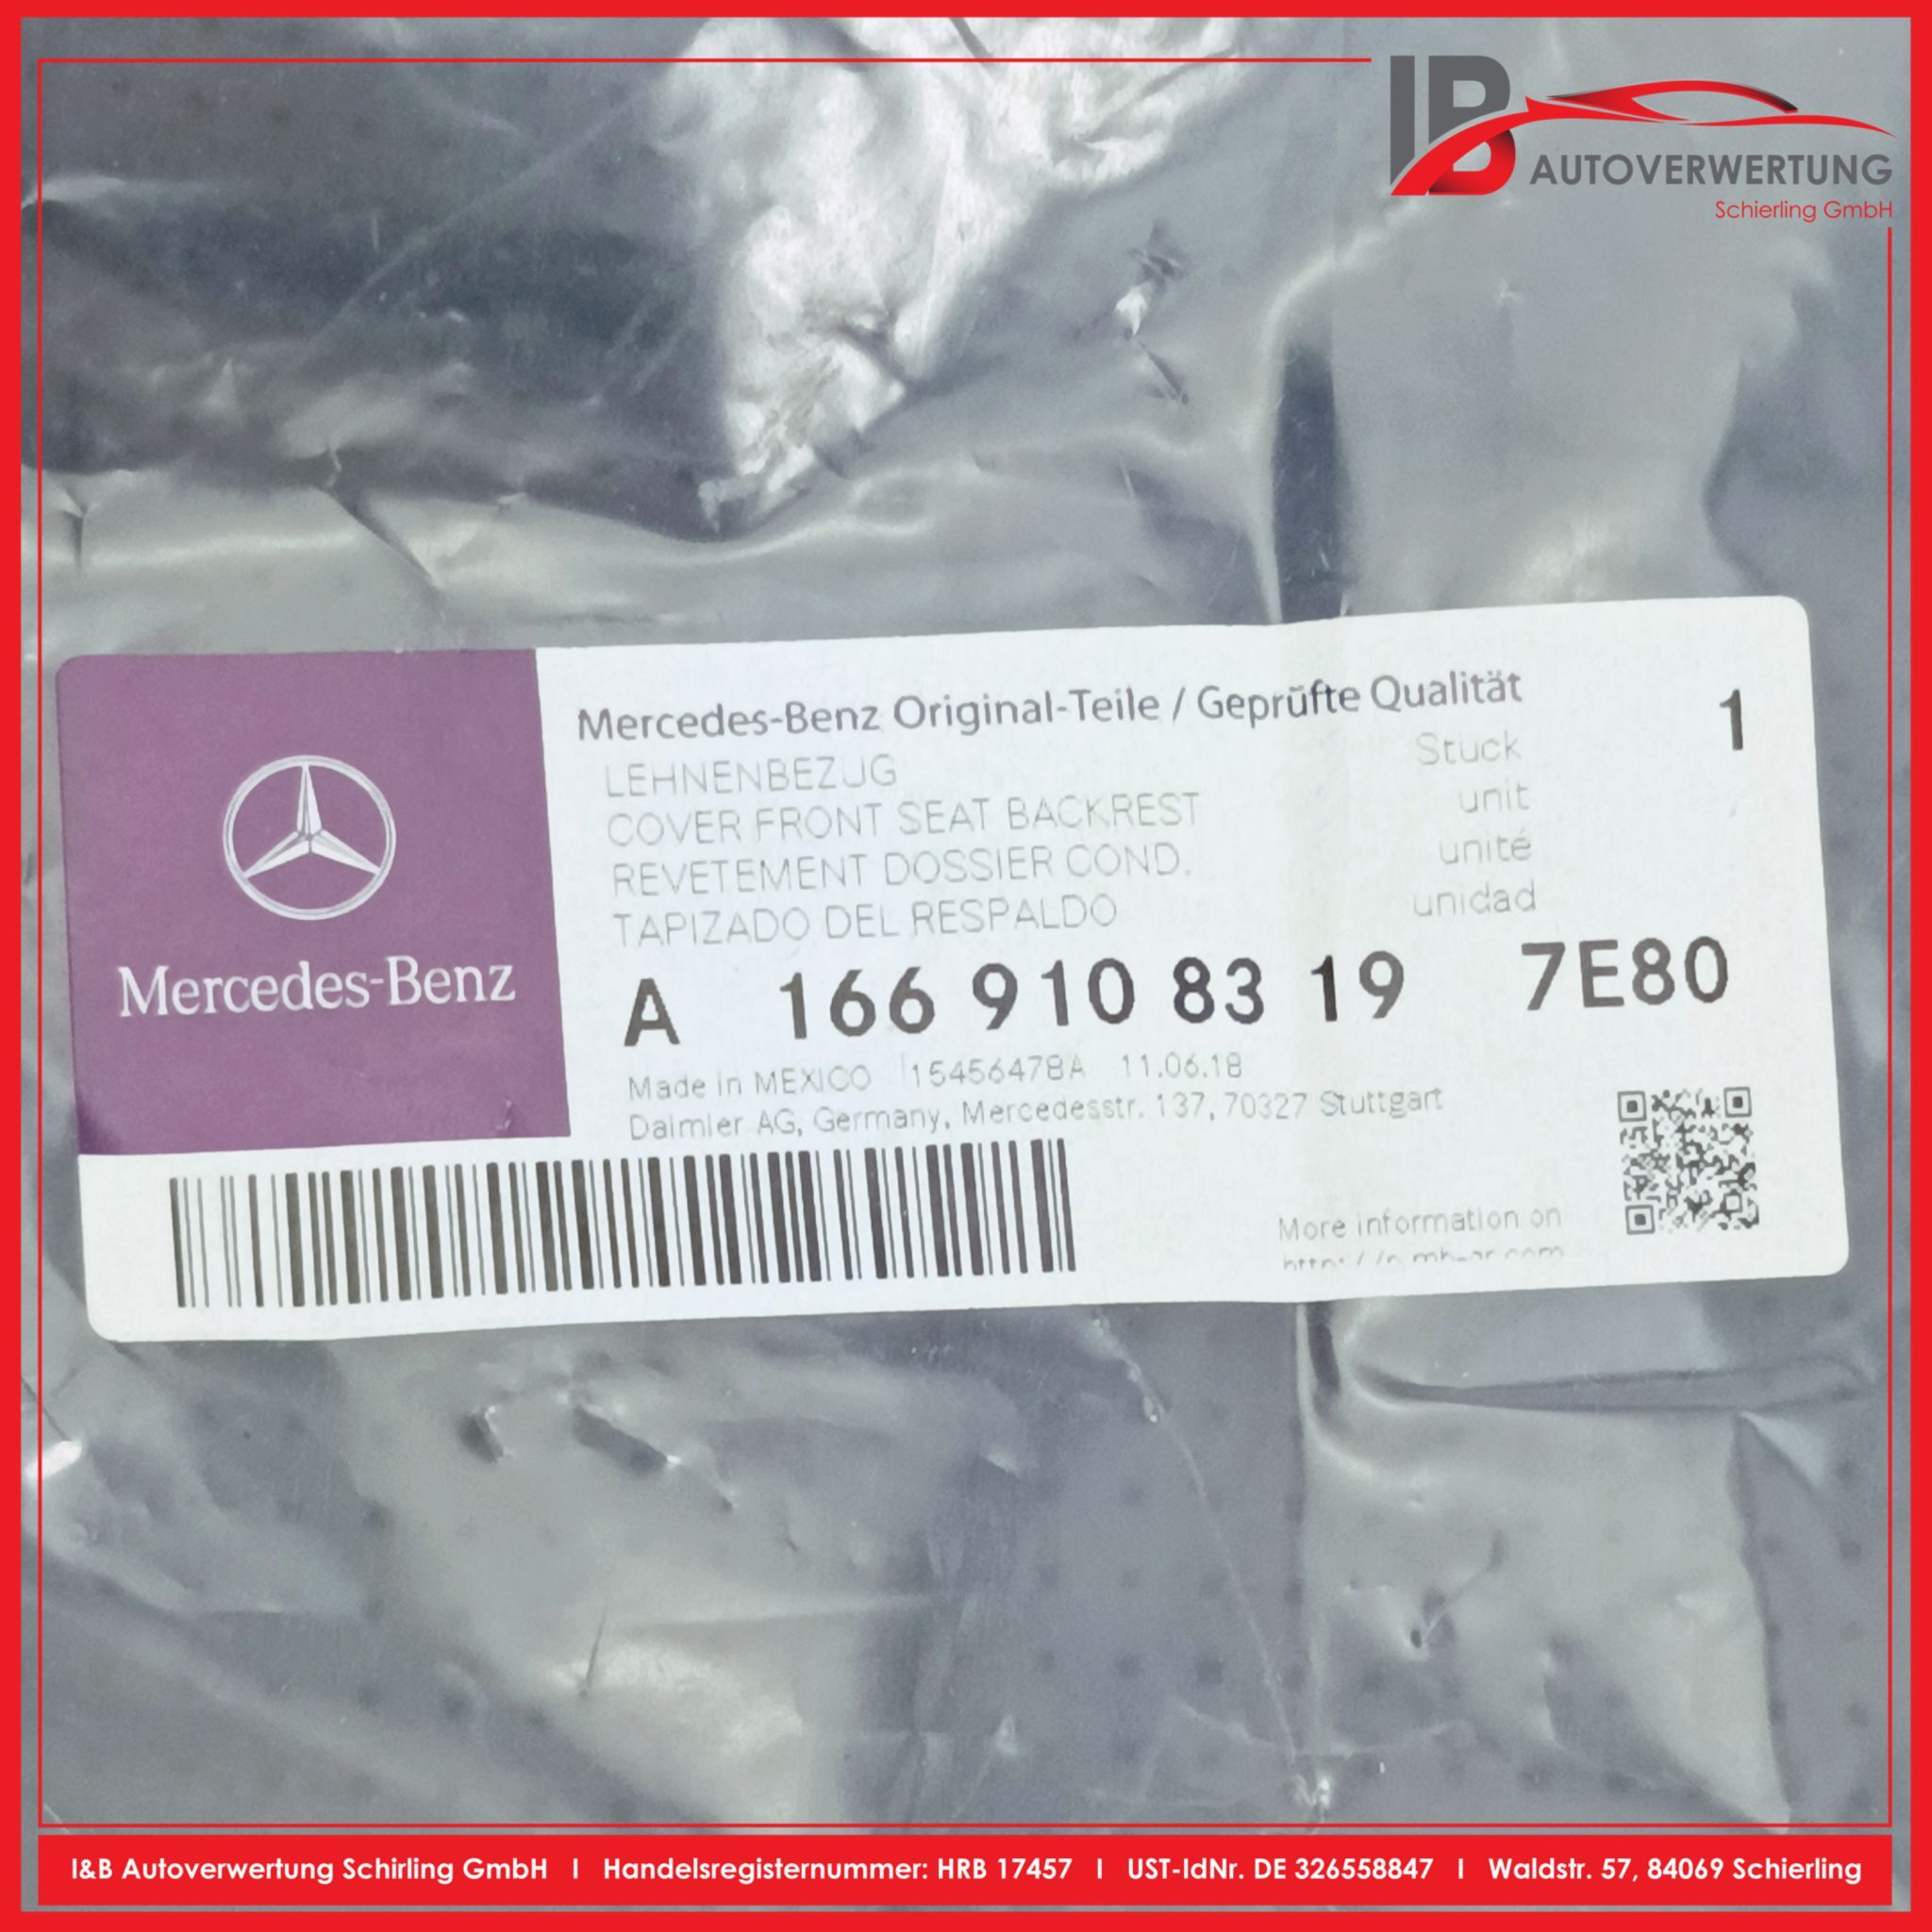 IB
AUTOVERWERTUNG
Schierling GmbH
Mercedes-Benz Original-Teile / Geprüfte Qualität
1
LEHNENBEZUG
Stuck
COVER FRONT SEAT BACKREST
unit
REVETEMENT DOSSIER COND.
unité
TAPIZADO DEL RESPALDO
unidad
Mercedes-Benz
A 166 910 83 19 7E80
Made in MEXICO 15456478A 11.06.18
Daimler AG, Germany, Mercedesstr. 137, 70327 Stuttgart
More information on
I&B Autoverwertung Schirling GmbH I Handelsregisternummer: HRB 17457 I UST-IdNr. DE 326558847 I Waldstr. 57, 84069 Schierling